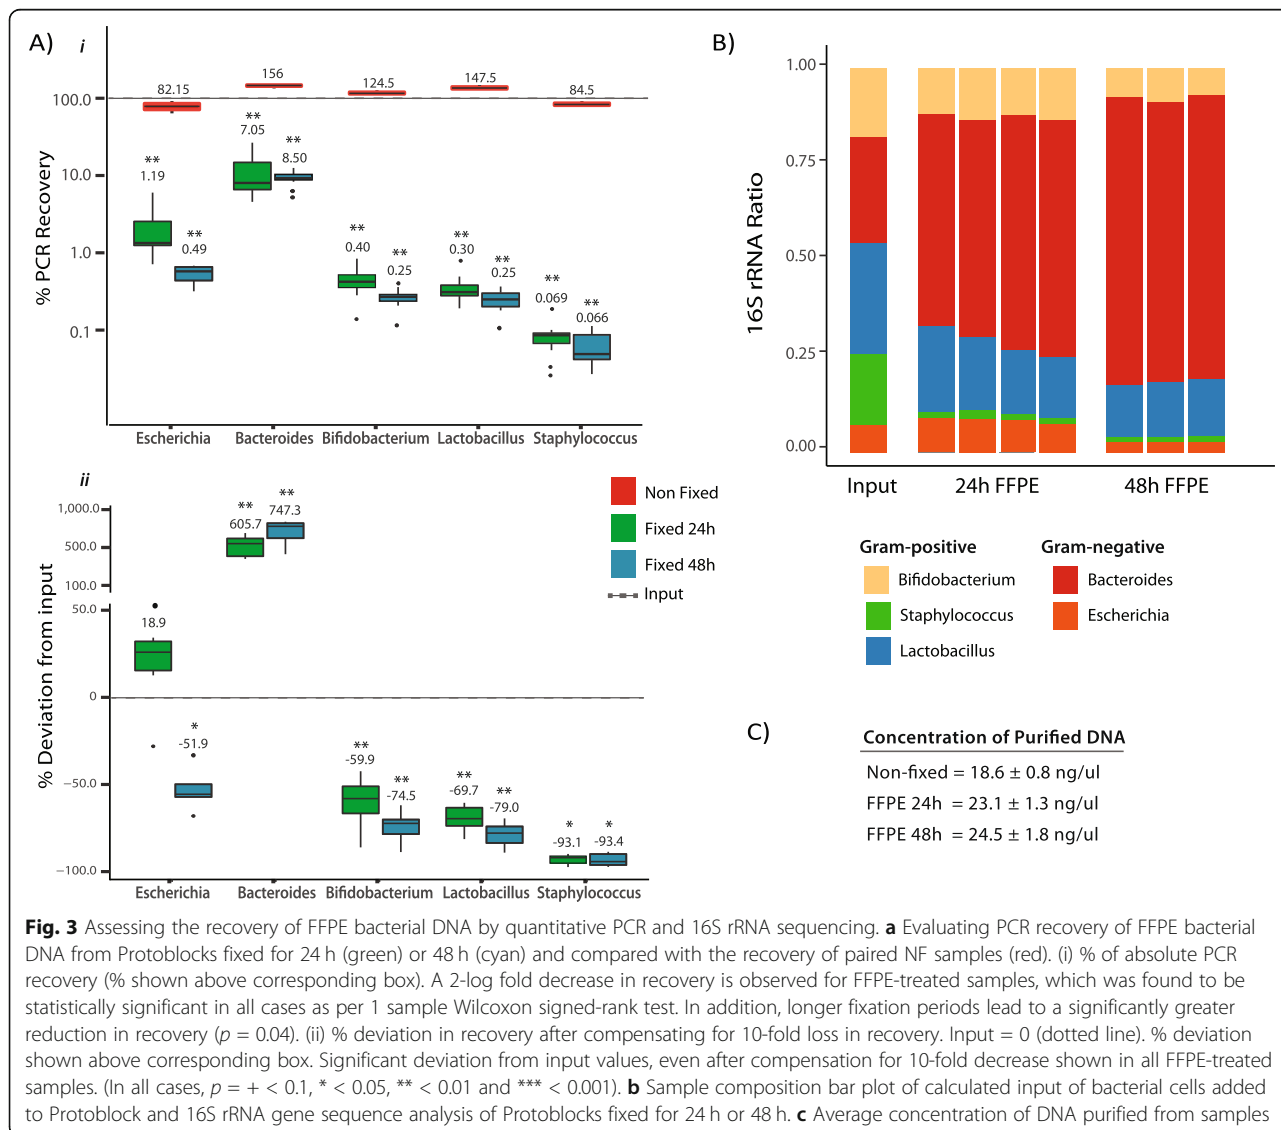 A)
i
% PCR Recovery
100.0
10.0
1.0
0.1
82.15
156
124.5
147.5
84.5
**
1.19
**
0.49
**
7.05
**
8.50
**
0.40
**
0.25
**
0.30
**
0.25
**
0.069
**
0.066
Escherichia Bacteroides Bifidobacterium Lactobacillus Staphylococcus
ii
% Deviation from input
1,000.0
500.0
100.0
50.0
0
−50.0
−100.0
18.9
*
-51.9
**
605.7
**
747.3
**
-59.9
**
-74.5
**
-69.7
**
-79.0
*
-93.1
*
-93.4
Escherichia Bacteroides Bifidobacterium Lactobacillus Staphylococcus
Non Fixed
Fixed 24h
Fixed 48h
Input
B)
16S rRNA Ratio
1.00
0.75
0.50
0.25
0.00
Input 24h FFPE 48h FFPE
Gram-positive Gram-negative
Bifidobacterium Bacteroides
Staphylococcus Escherichia
Lactobacillus
C)
Concentration of Purified DNA
Non-fixed = 18.6 ± 0.8 ng/ul
FFPE 24h = 23.1 ± 1.3 ng/ul
FFPE 48h = 24.5 ± 1.8 ng/ul
Fig. 3 Assessing the recovery of FFPE bacterial DNA by quantitative PCR and 16S rRNA sequencing. a Evaluating PCR recovery of FFPE bacterial
DNA from Protoblocks fixed for 24 h (green) or 48 h (cyan) and compared with the recovery of paired NF samples (red). (i) % of absolute PCR
recovery (% shown above corresponding box). A 2-log fold decrease in recovery is observed for FFPE-treated samples, which was found to be
statistically significant in all cases as per 1 sample Wilcoxon signed-rank test. In addition, longer fixation periods lead to a significantly greater
reduction in recovery (p = 0.04). (ii) % deviation in recovery after compensating for 10-fold loss in recovery. Input = 0 (dotted line). % deviation
shown above corresponding box. Significant deviation from input values, even after compensation for 10-fold decrease shown in all FFPE-treated
samples. (In all cases, p = + < 0.1, * < 0.05, ** < 0.01 and *** < 0.001). b Sample composition bar plot of calculated input of bacterial cells added
to Protoblock and 16S rRNA gene sequence analysis of Protoblocks fixed for 24 h or 48 h. c Average concentration of DNA purified from samples